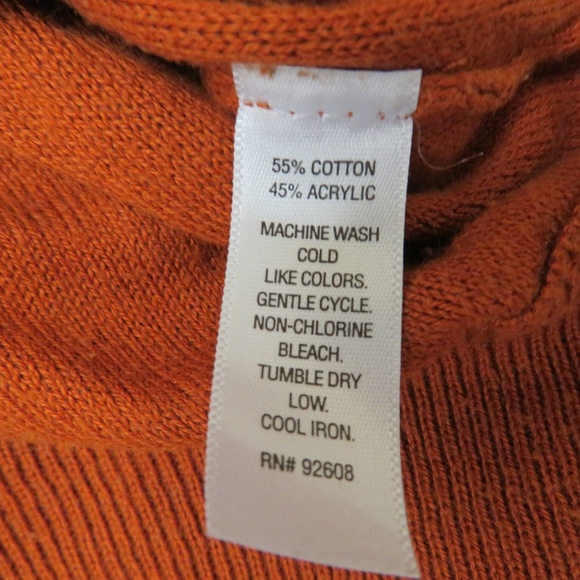 55% COTTON
45% ACRYLIC
MACHINE WASH
COLD
LIKE COLORS.
GENTLE CYCLE.
NON-CHLORINE
BLEACH.
TUMBLE DRY
LOW.
COOL IRON.
RN# 92608